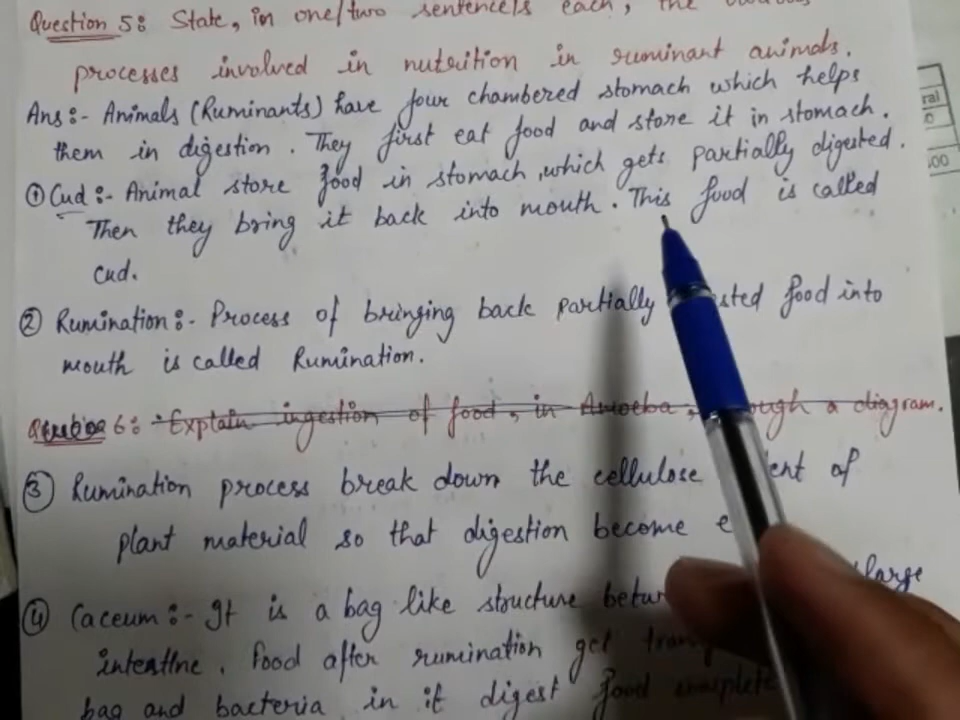 Question 5: State, in one/two sentence/s each, the
processes involved in nutrition in ruminant animals.
Ans:- Animals (Ruminants) have four chambered stomach which helps
them in digestion. They first eat food and store it in stomach.
① Cud:- Animal store food in stomach, which gets partially digested.
Then they bring it back into mouth. This food is called
cud.
② Rumination:- Process of bringing back partially food into
mouth is called Rumination.
Question 6: Explain ingestion of food, in Amoeba, a diagram.
③ Rumination process break down the cellulose of
plant material so that digestion become
④ Caceum:- It is a bag like structure large
intestine. Food after rumination get
bag and bacteria in it digest food
ral
00